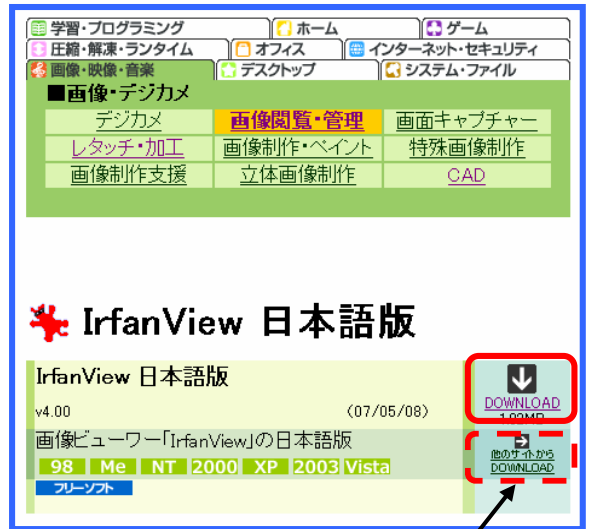 学習・プログラミング ホーム ゲーム
圧縮・解凍・ランタイム オフィス インターネット・セキュリティ
画像・映像・音楽 デスクトップ システム・ファイル
■画像・デジカメ
デジカメ 画像閲覧・管理 画面キャプチャー
レタッチ・加工 画像制作・ペイント 特殊画像制作
画像制作支援 立体画像制作 CAD
IrfanView 日本語版
IrfanView 日本語版
DOWNLOAD
v4.00 (07/05/08)
1.02MB
画像ビューワー「IrfanView」の日本語版
他のサイトから
DOWNLOAD
98 Me NT 2000 XP 2003 Vista
フリーソフト